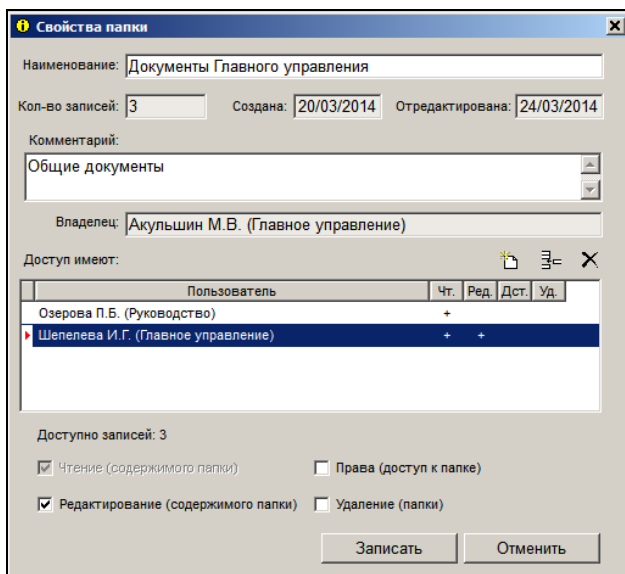 Свойства папки
Наименование: Документы Главного управления
Кол-во записей: 3 Создана: 20/03/2014 Отредактирована: 24/03/2014
Комментарий:
Общие документы
Владелец: Акульшин М.В. (Главное управление)
Доступ имеют:
Пользователь Чт. Ред. Дст. Уд.
Озерова П.Б. (Руководство) +
Шепелева И.Г. (Главное управление) + +
Доступно записей: 3
Чтение (содержимого папки) Права (доступ к папке)
Редактирование (содержимого папки) Удаление (папки)
Записать Отменить